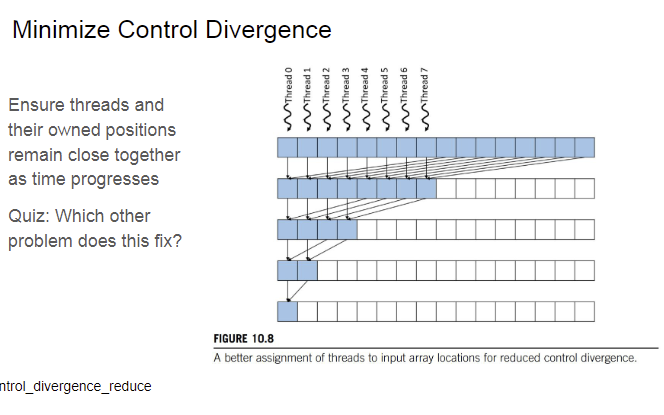 Minimize Control Divergence
Thread 0
Thread 1
Thread 2
Thread 3
Thread 4
Thread 5
Thread 6
Thread 7
Ensure threads and
their owned positions
remain close together
as time progresses
Quiz: Which other
problem does this fix?
FIGURE 10.8
A better assignment of threads to input array locations for reduced control divergence.
ntrol_divergence_reduce